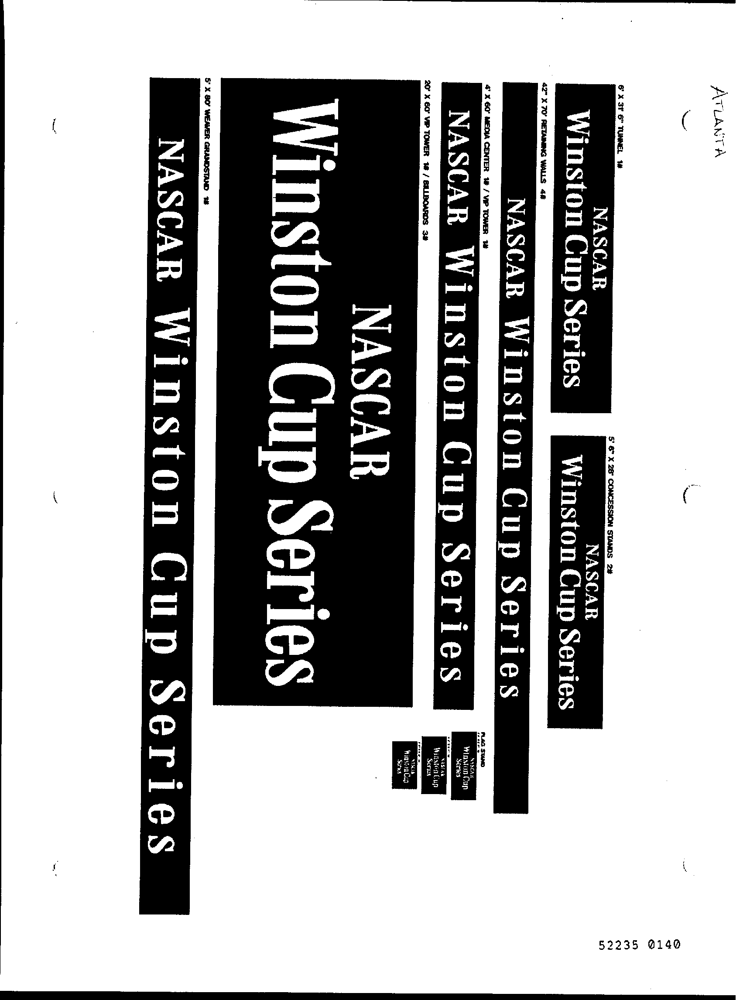 ATLANTA
6' X 31' 6" TUNNEL 1#
NASCAR
Winston Cup Series
5' 6" X 28' CONCESSION STANDS 2#
NASCAR
Winston Cup Series
42" X 70' RETAINING WALLS 4#
NASCAR Winston Cup Series
4' X 60' MEDIA CENTER 1# / VIP TOWER 1#
NASCAR Winston Cup Series
FLAG STAND
NASCAR
Winston Cup
Series
NASCAR
Winston Cup
Series
NASCAR
Winston Cup
Series
20' X 60' VIP TOWER 1# / BILLBOARDS 3#
NASCAR
Winston Cup Series
5' X 80' WEAVER GRANDSTAND 1#
NASCAR Winston Cup Series
52235 0140